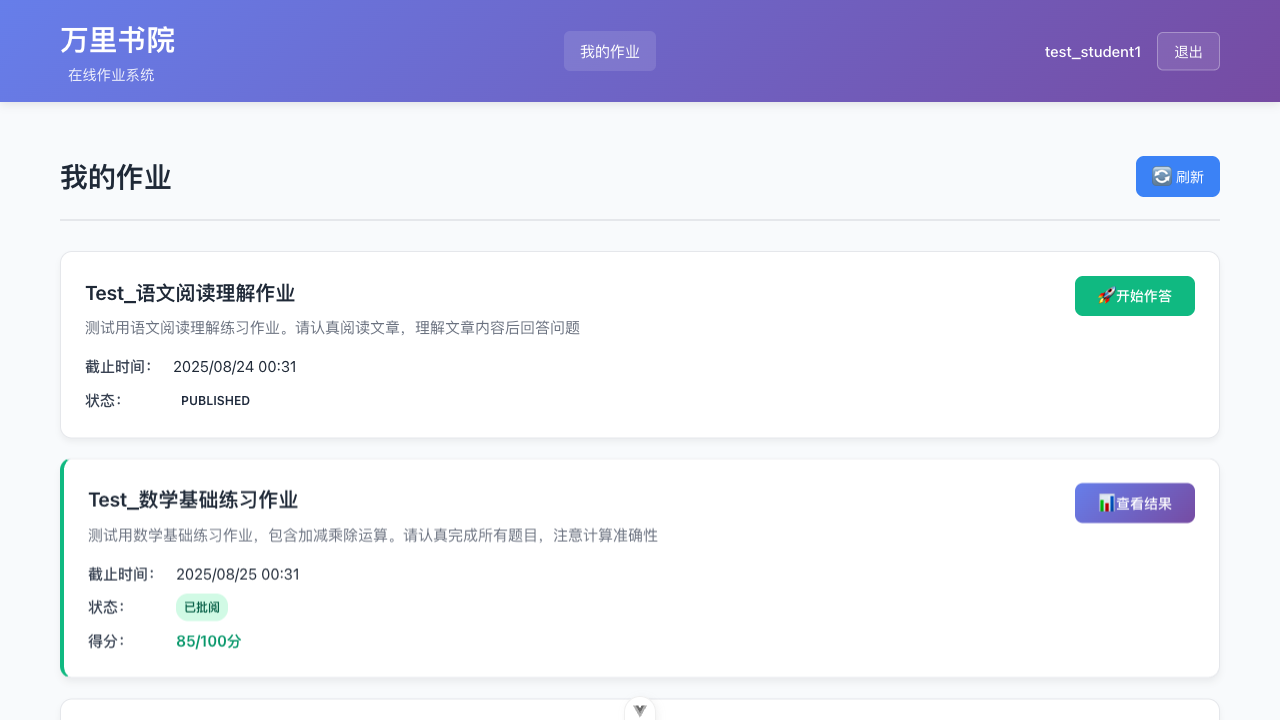 万里书院
在线作业系统
我的作业
test_student1
退出
我的作业
刷新
Test_语文阅读理解作业
开始作答
测试用语文阅读理解练习作业。请认真阅读文章，理解文章内容后回答问题
截止时间： 2025/08/24 00:31
状态： PUBLISHED
Test_数学基础练习作业
查看结果
测试用数学基础练习作业，包含加减乘除运算。请认真完成所有题目，注意计算准确性
截止时间： 2025/08/25 00:31
状态： 已批阅
得分： 85/100分